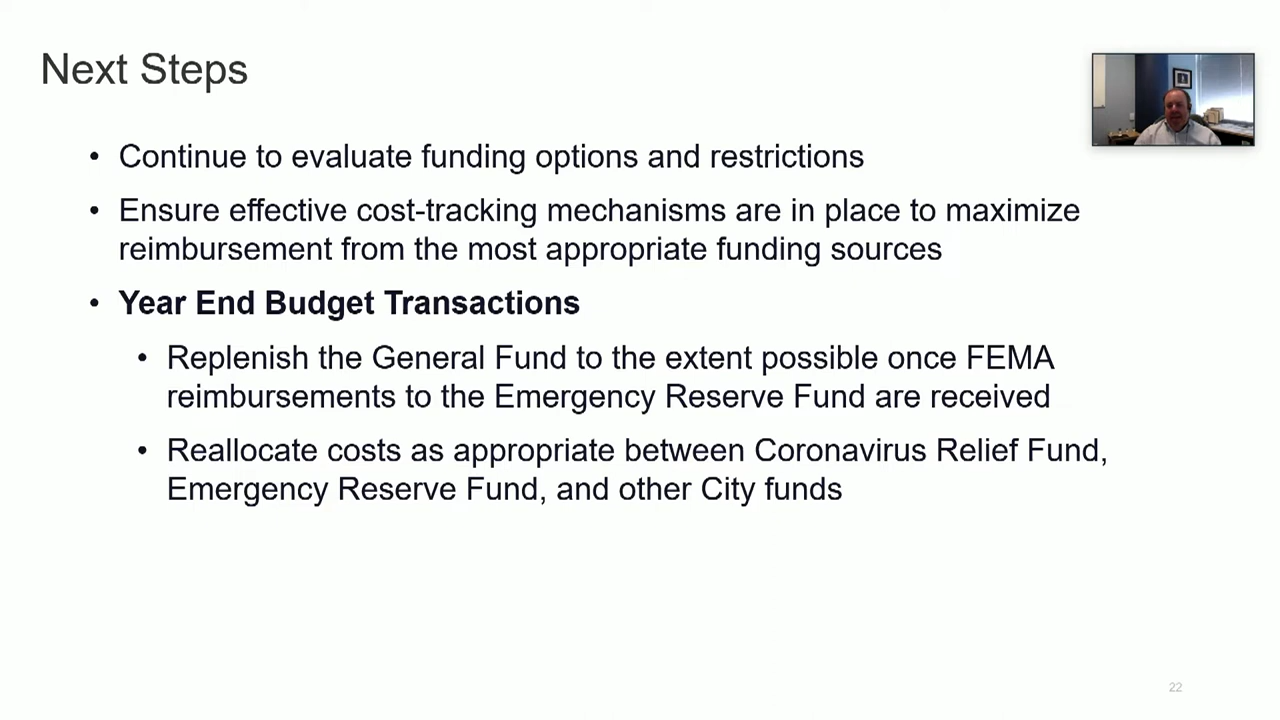 Next Steps
• Continue to evaluate funding options and restrictions
• Ensure effective cost-tracking mechanisms are in place to maximize
reimbursement from the most appropriate funding sources
• Year End Budget Transactions
• Replenish the General Fund to the extent possible once FEMA
reimbursements to the Emergency Reserve Fund are received
• Reallocate costs as appropriate between Coronavirus Relief Fund,
Emergency Reserve Fund, and other City funds
22